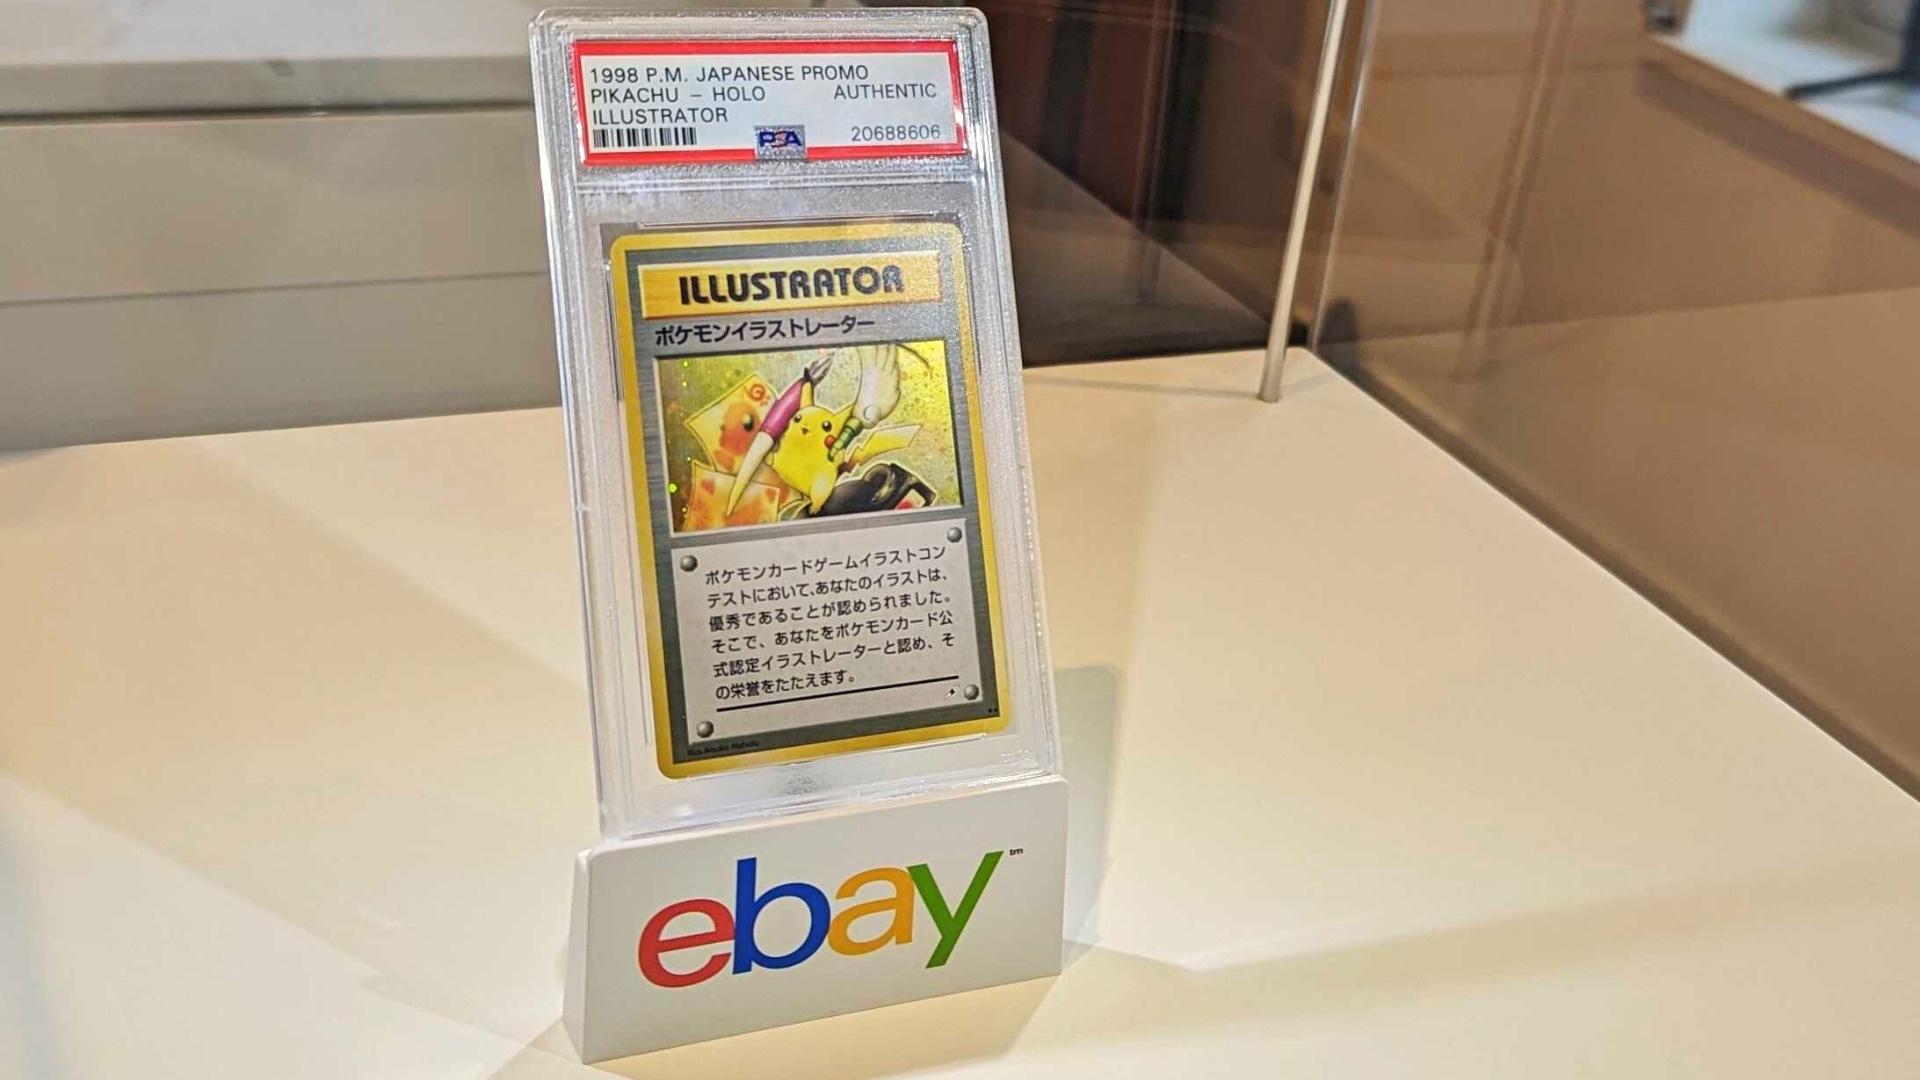 1998 P.M. JAPANESE PROMO
PIKACHU - HOLO AUTHENTIC
ILLUSTRATOR
PSA 20688606
ILLUSTRATOR
ポケモンイラストレーター
ポケモンカードゲームイラストコン
テストにおいて、あなたのイラストは、
優秀であることが認められました。
そこで、あなたをポケモンカード公
式認定イラストレーターと認め、そ
の栄誉をたたえます。
ebay™